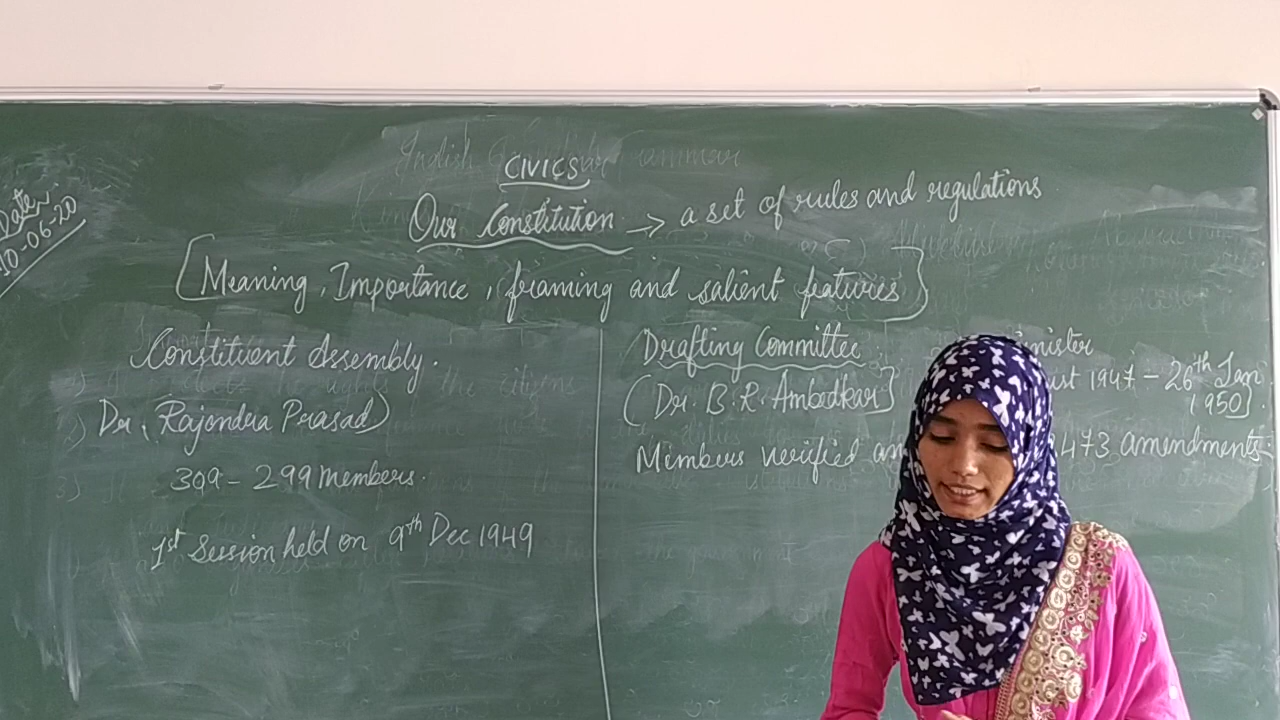 Date
10-06-20
CIVICS
Our Constitution → a set of rules and regulations
[Meaning, Importance, framing and salient features]
Constituent Assembly.
Dr. Rajendra Prasad)
309 - 299 members.
1st Session held on 9th Dec 1949
Drafting Committee
(Dr. B. R. Ambedkar]
1947 - 26th Jan
1950].
Members verified 473 amendments